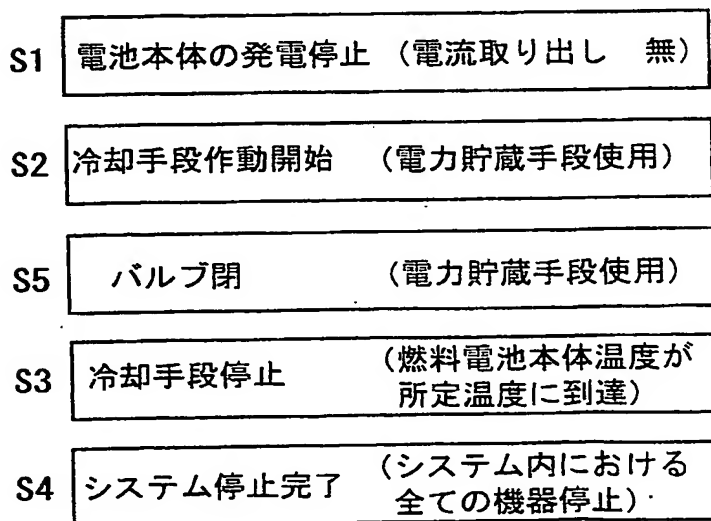 S1 電池本体の発電停止 (電流取り出し 無)
S2 冷却手段作動開始 (電力貯蔵手段使用)
S5 バルブ閉 (電力貯蔵手段使用)
S3 冷却手段停止 (燃料電池本体温度が
所定温度に到達)
S4 システム停止完了 (システム内における
全ての機器停止)